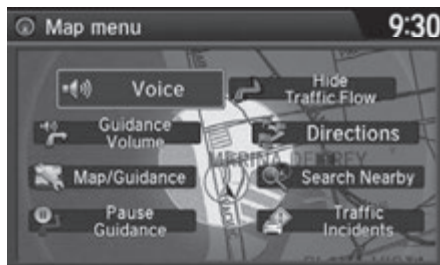 Map menu
9:30
Voice
Hide
Traffic Flow
Guidance
Volume
Directions
Map/Guidance
Search Nearby
Pause
Guidance
Traffic
Incidents